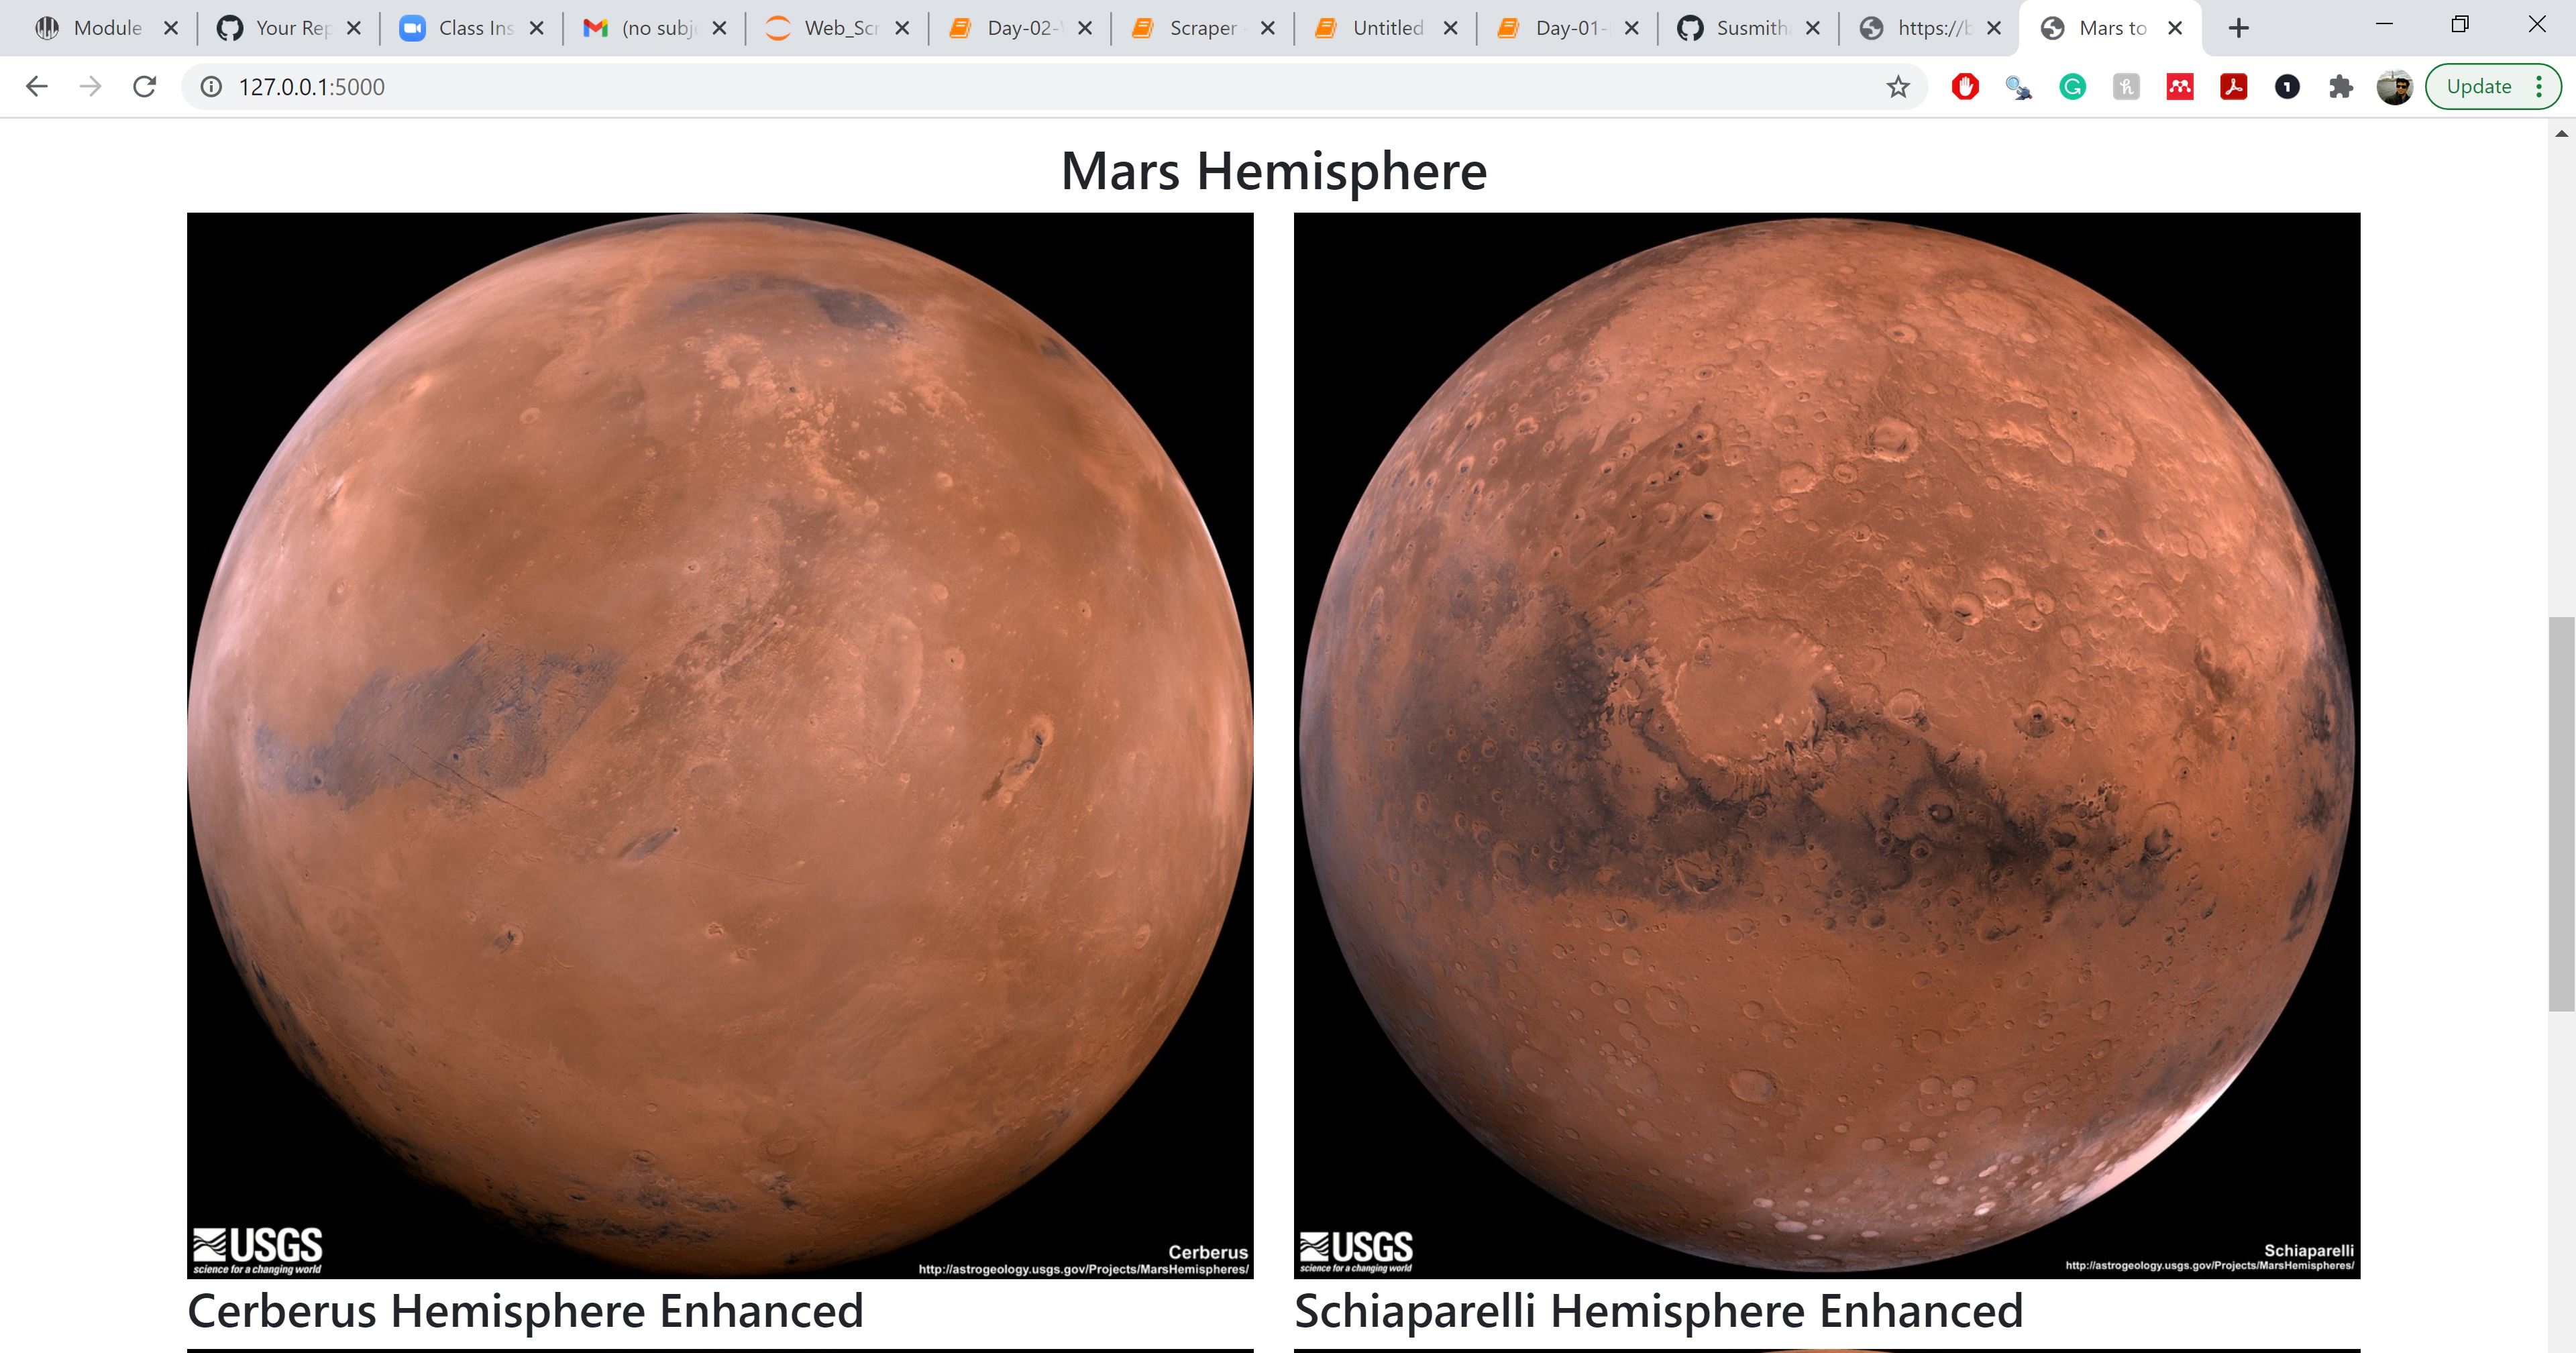 Module
Your Rep
Class Ins
(no subj
Web_Scr
Day-02-
Scraper
Untitled
Day-01-
Susmith
https://b
Mars to
127.0.0.1:5000
Update
Mars Hemisphere
USGS
science for a changing world
Cerberus
http://astrogeology.usgs.gov/Projects/MarsHemispheres/
USGS
science for a changing world
Schiaparelli
http://astrogeology.usgs.gov/Projects/MarsHemispheres/
Cerberus Hemisphere Enhanced
Schiaparelli Hemisphere Enhanced